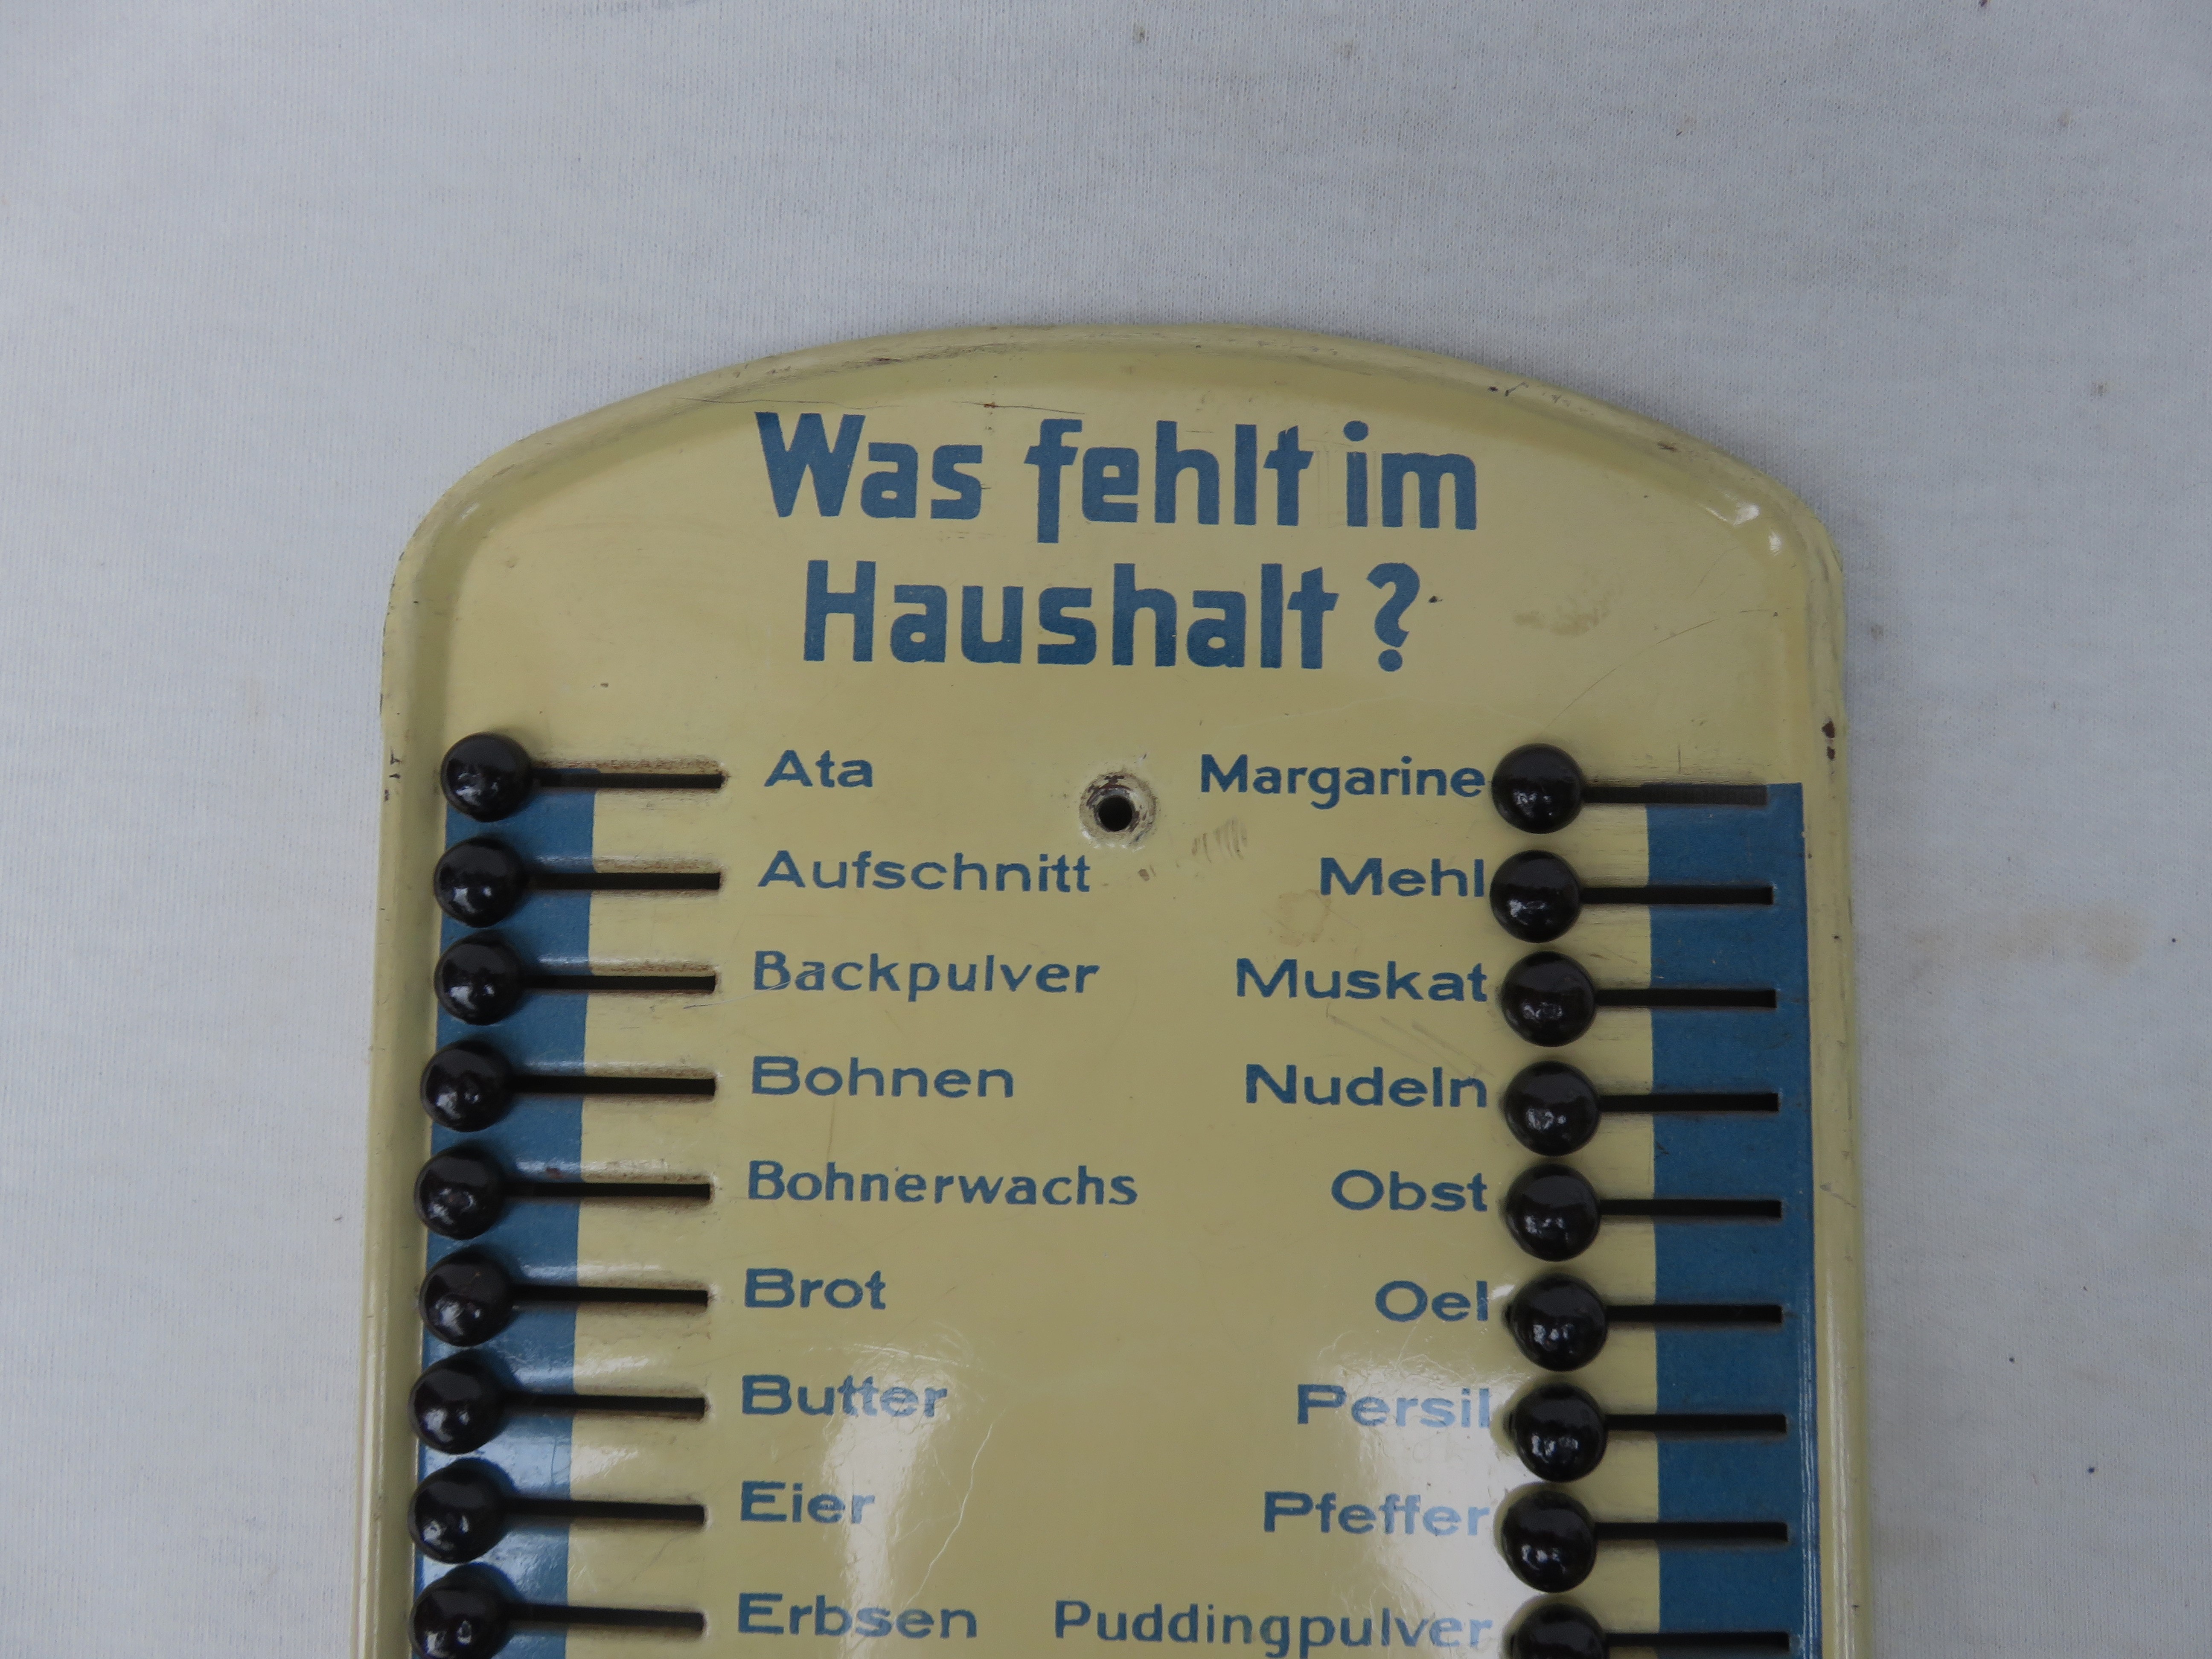 Was fehlt im
Haushalt ?
Ata
Aufschnitt
Backpulver
Bohnen
Bohnerwachs
Brot
Butter
Eier
Erbsen
Margarine
Mehl
Muskat
Nudeln
Obst
Oel
Persil
Pfeffer
Puddingpulver